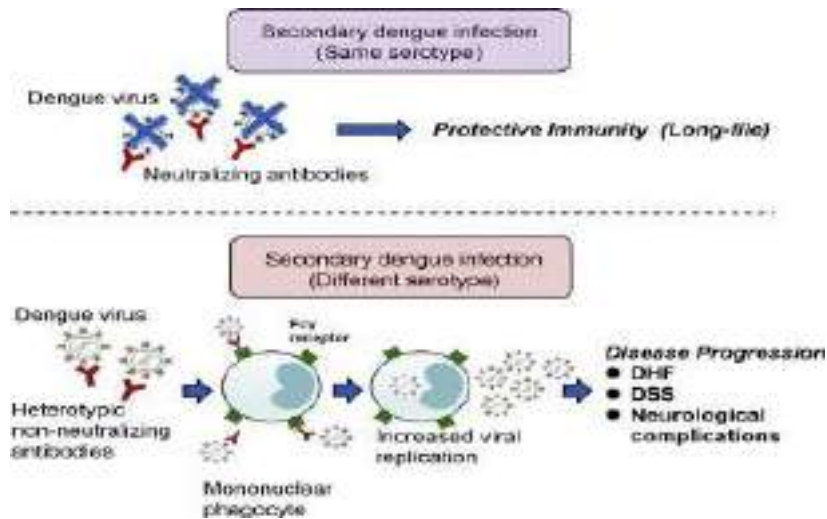 Secondary dengue infection
(Same serotype)
Dengue virus
Protective Immunity (Long-life)
Neutralizing antibodies
Secondary dengue infection
(Different serotype)
Dengue virus
Fcγ
receptor
Disease Progression
DHF
DSS
Neurological
complications
Heterotypic
non-neutralizing
antibodies
Increased viral
replication
Mononuclear
phagocyte